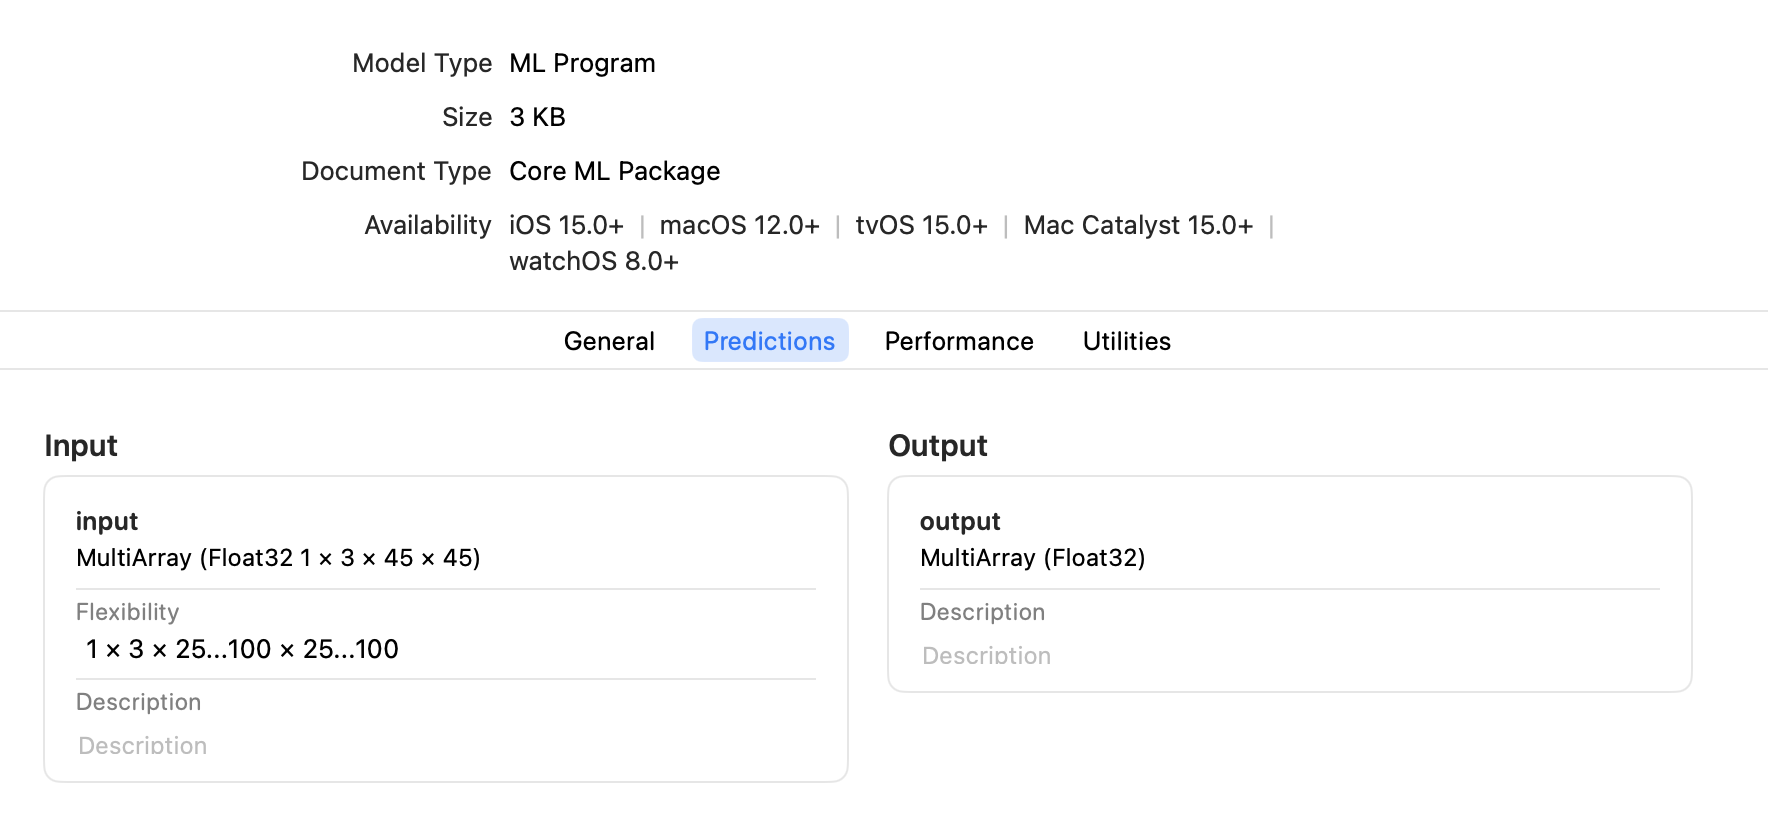 Model Type ML Program
Size 3 KB
Document Type Core ML Package
Availability iOS 15.0+ | macOS 12.0+ | tvOS 15.0+ | Mac Catalyst 15.0+ |
watchOS 8.0+
General Predictions Performance Utilities
Input
input
MultiArray (Float32 1 × 3 × 45 × 45)
Flexibility
1 × 3 × 25...100 × 25...100
Description
Description
Output
output
MultiArray (Float32)
Description
Description